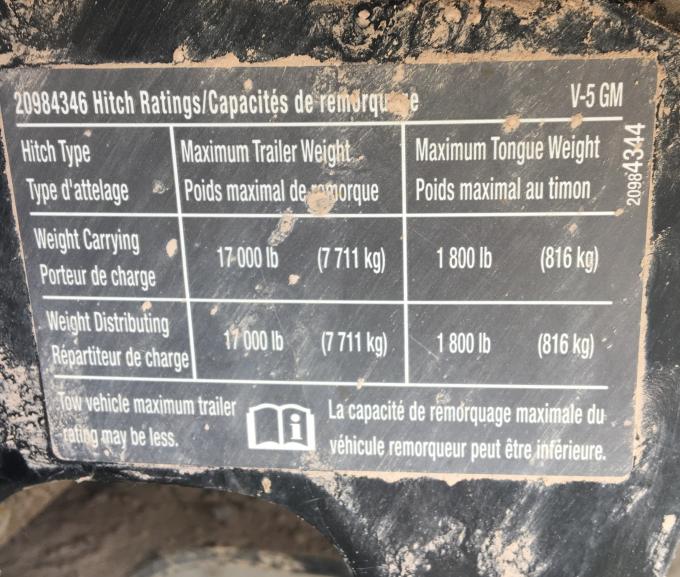 20984346 Hitch Ratings/Capacités de remorquage V-5 GM
20984344
Hitch Type Maximum Trailer Weight Maximum Tongue Weight
Type d'attelage Poids maximal de remorque Poids maximal au timon
Weight Carrying 17 000 lb (7 711 kg) 1 800 lb (816 kg)
Porteur de charge
Weight Distributing 17 000 lb (7 711 kg) 1 800 lb (816 kg)
Répartiteur de charge
Tow vehicle maximum trailer La capacité de remorquage maximale du
rating may be less. véhicule remorqueur peut être inférieure.